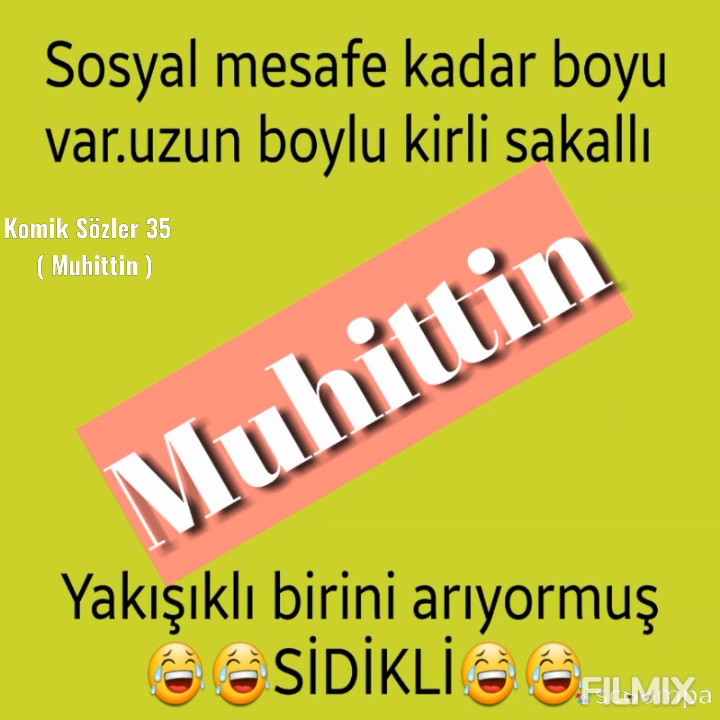 Sosyal mesafe kadar boyu
var.uzun boylu kirli sakallı
Komik Sözler 35
( Muhittin )
Muhittin
Yakışıklı birini arıyormuş
😂😂SİDİKLİ😂😂
FILMIX